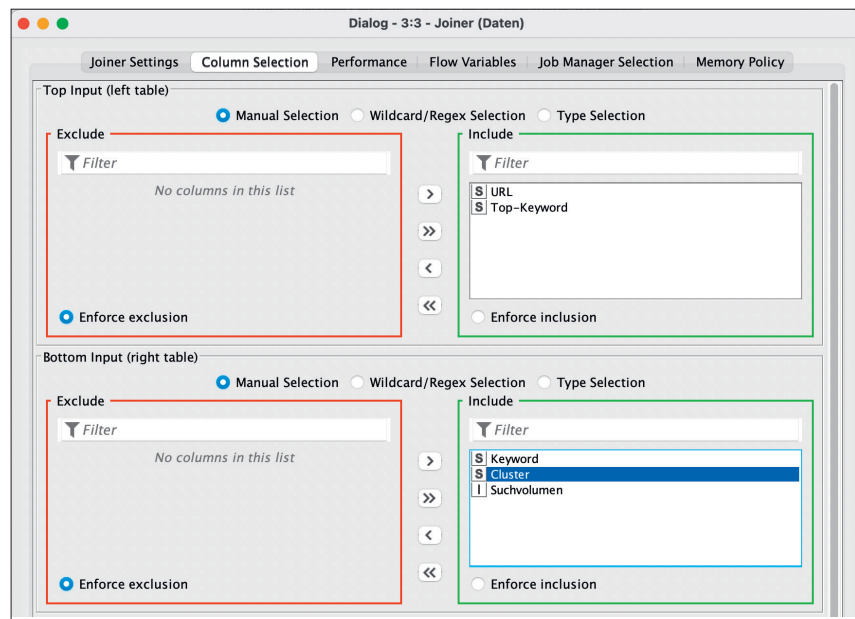 Dialog - 3:3 - Joiner (Daten)
Joiner Settings Column Selection Performance Flow Variables Job Manager Selection Memory Policy
Top Input (left table)
Manual Selection Wildcard/Regex Selection Type Selection
Exclude Include
Filter Filter
No columns in this list S URL
S Top-Keyword
> 
>>
<
<<
Enforce exclusion Enforce inclusion
Bottom Input (right table)
Manual Selection Wildcard/Regex Selection Type Selection
Exclude Include
Filter Filter
No columns in this list S Keyword
S Cluster
I Suchvolumen
>
>>
<
<<
Enforce exclusion Enforce inclusion